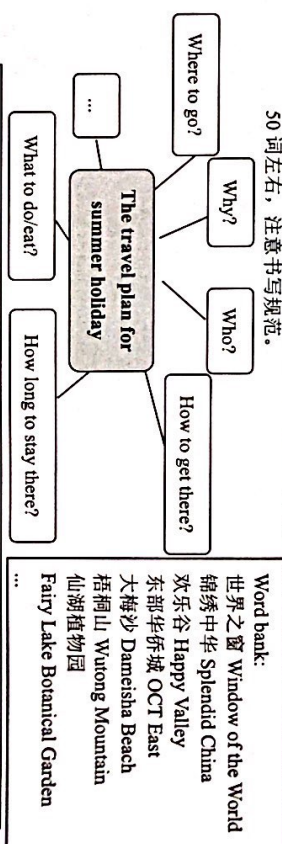 50 词左右，注意书写规范。
Where to go?
Why?
Who?
How to get there?
...
The travel plan for
summer holiday
What to do/eat?
How long to stay there?
Word bank:
世界之窗 Window of the World
锦绣中华 Splendid China
欢乐谷 Happy Valley
东部华侨城 OCT East
大梅沙 Dameisha Beach
梧桐山 Wutong Mountain
仙湖植物园
Fairy Lake Botanical Garden
...